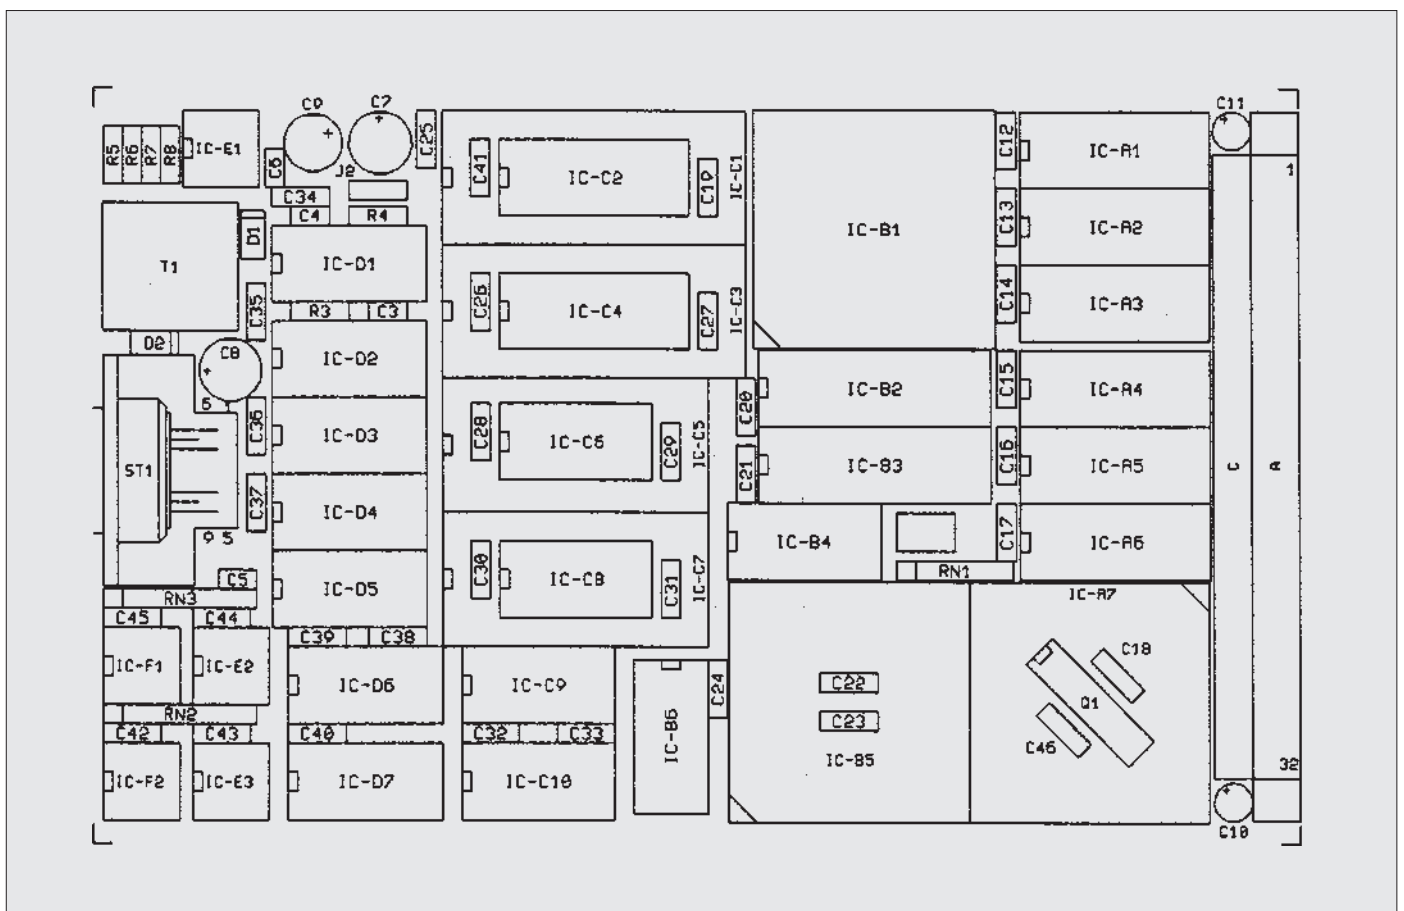 C9
C7
C11
R5
R6
R7
R8
IC-E1
C6
J2
C25
C34
C4
R4
C41
IC-C2
C19
IC-C1
IC-B1
C12
IC-A1
1
C13
IC-A2
T1
D1
IC-D1
C26
IC-C4
C27
IC-C3
C14
IC-A3
C35
R3
C3
D2
C8
IC-D2
IC-B2
C15
IC-A4
6
C36
IC-D3
C28
IC-C6
C29
IC-C5
C20
ST1
C21
IC-B3
C16
IC-A5
C
A
C37
IC-D4
9 5
IC-B4
C17
IC-A6
C5
IC-D5
C30
IC-C8
C31
IC-C7
RN1
RN3
IC-A7
C45
C44
C39
C38
IC-F1
IC-E2
IC-D6
IC-C9
C24
C22
C18
RN2
Q1
C42
C43
C40
C32
C33
IC-B6
C23
C46
IC-B5
32
IC-F2
IC-E3
IC-D7
IC-C10
C10